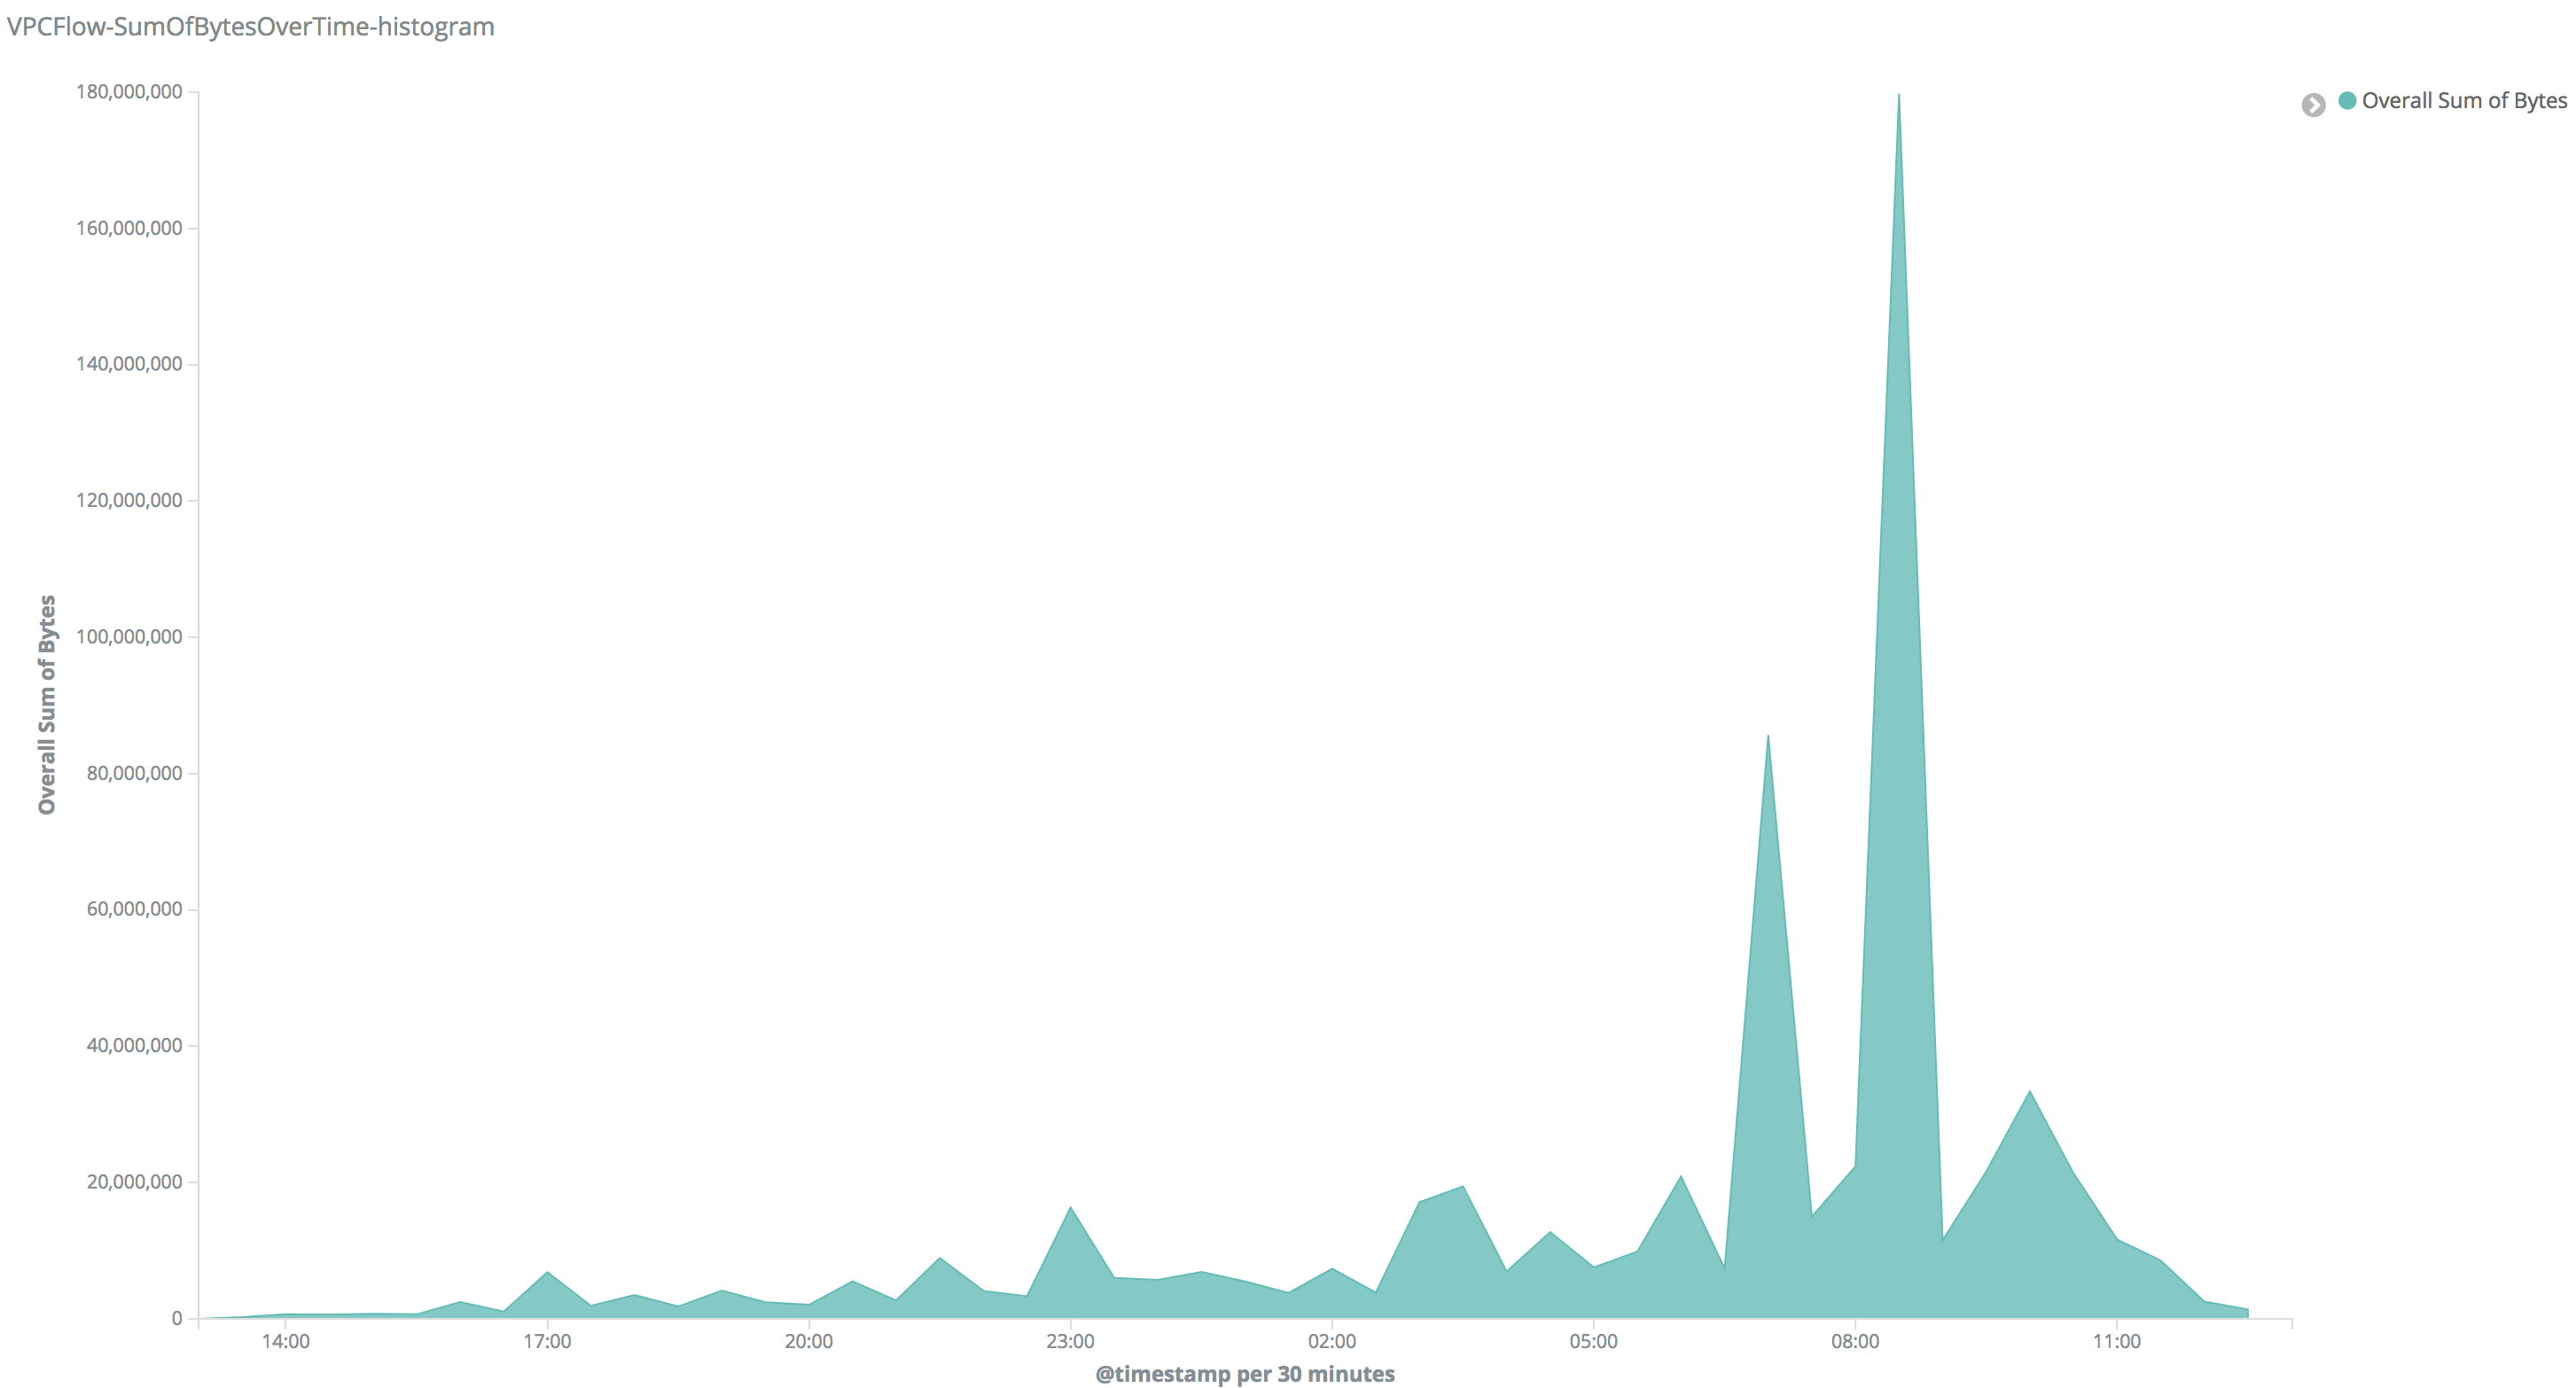 VPCFlow-SumOfBytesOverTime-histogram
180,000,000
160,000,000
140,000,000
120,000,000
100,000,000
80,000,000
60,000,000
40,000,000
20,000,000
0
Overall Sum of Bytes
Overall Sum of Bytes
14:00 17:00 20:00 23:00 02:00 05:00 08:00 11:00
@timestamp per 30 minutes